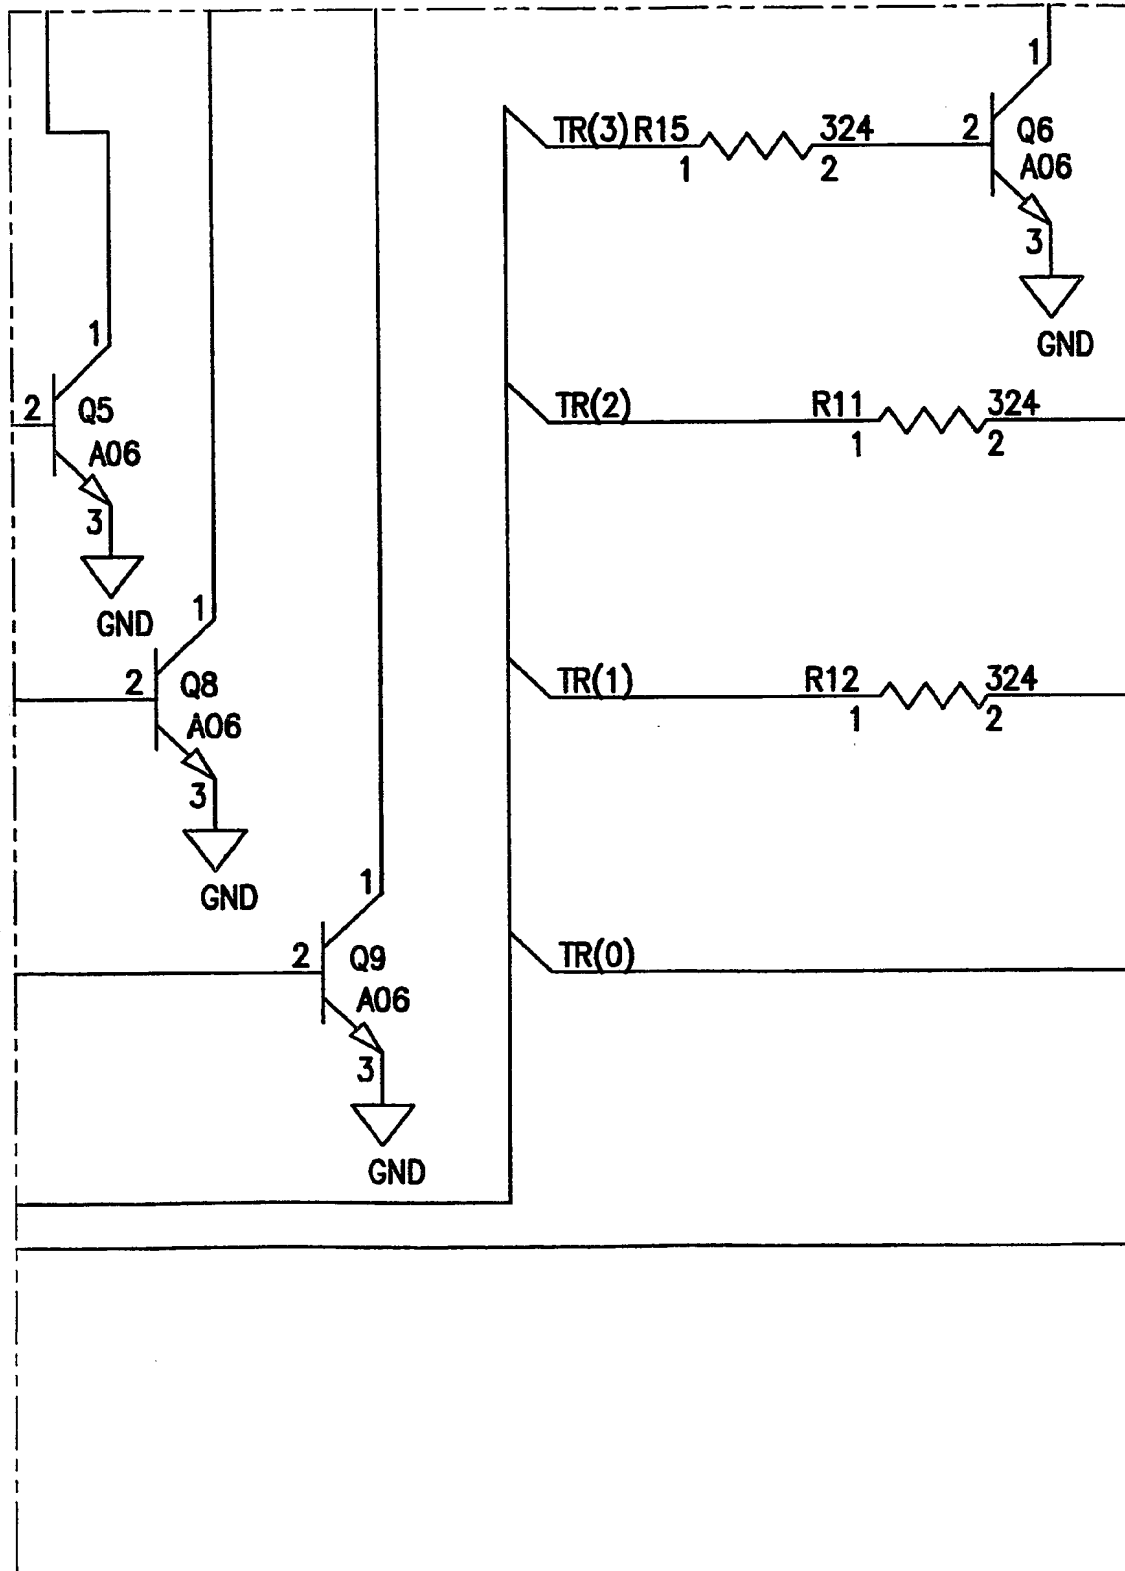 1
TR(3) R15 324 2 Q6
1 2 A06
3
GND
1
2 Q5 TR(2) R11 324
A06 1 2
3
GND
1
2 Q8 TR(1) R12 324
A06 1 2
3
GND
1
2 Q9 TR(0)
A06
3
GND